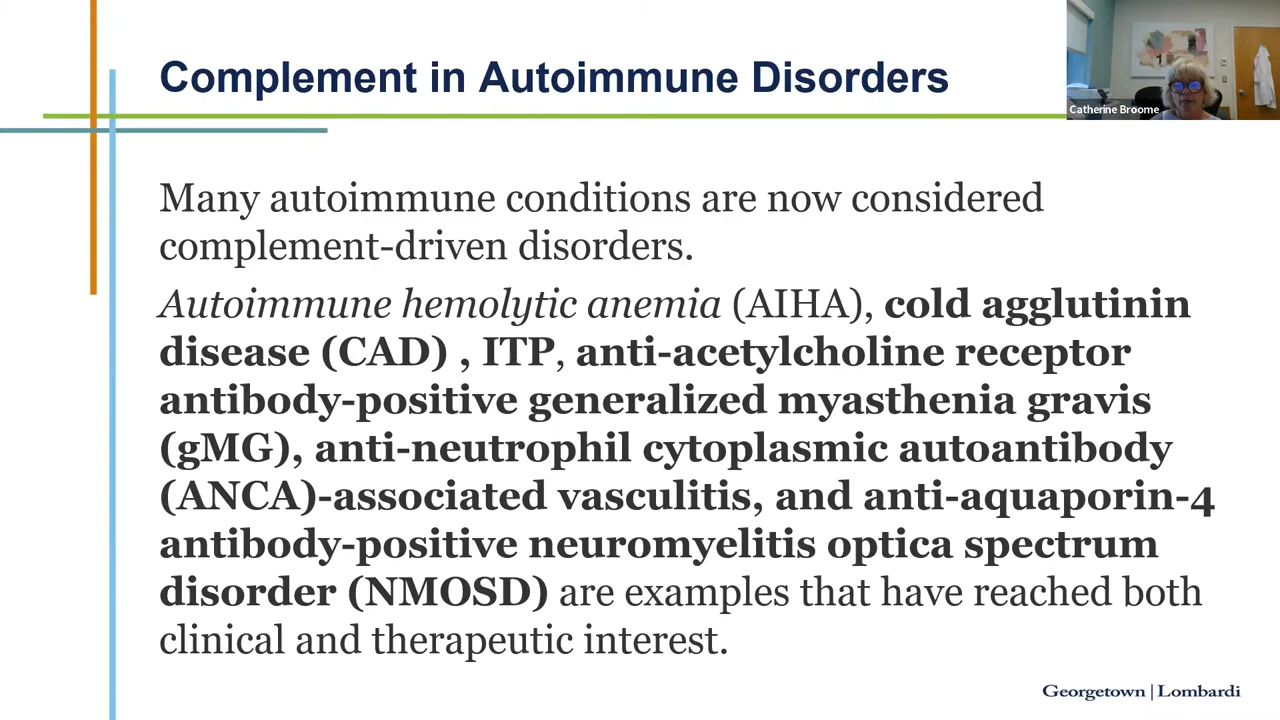 Complement in Autoimmune Disorders
Catherine Broome
Many autoimmune conditions are now considered
complement-driven disorders.
Autoimmune hemolytic anemia (AIHA), cold agglutinin
disease (CAD) , ITP, anti-acetylcholine receptor
antibody-positive generalized myasthenia gravis
(gMG), anti-neutrophil cytoplasmic autoantibody
(ANCA)-associated vasculitis, and anti-aquaporin-4
antibody-positive neuromyelitis optica spectrum
disorder (NMOSD) are examples that have reached both
clinical and therapeutic interest.
Georgetown | Lombardi